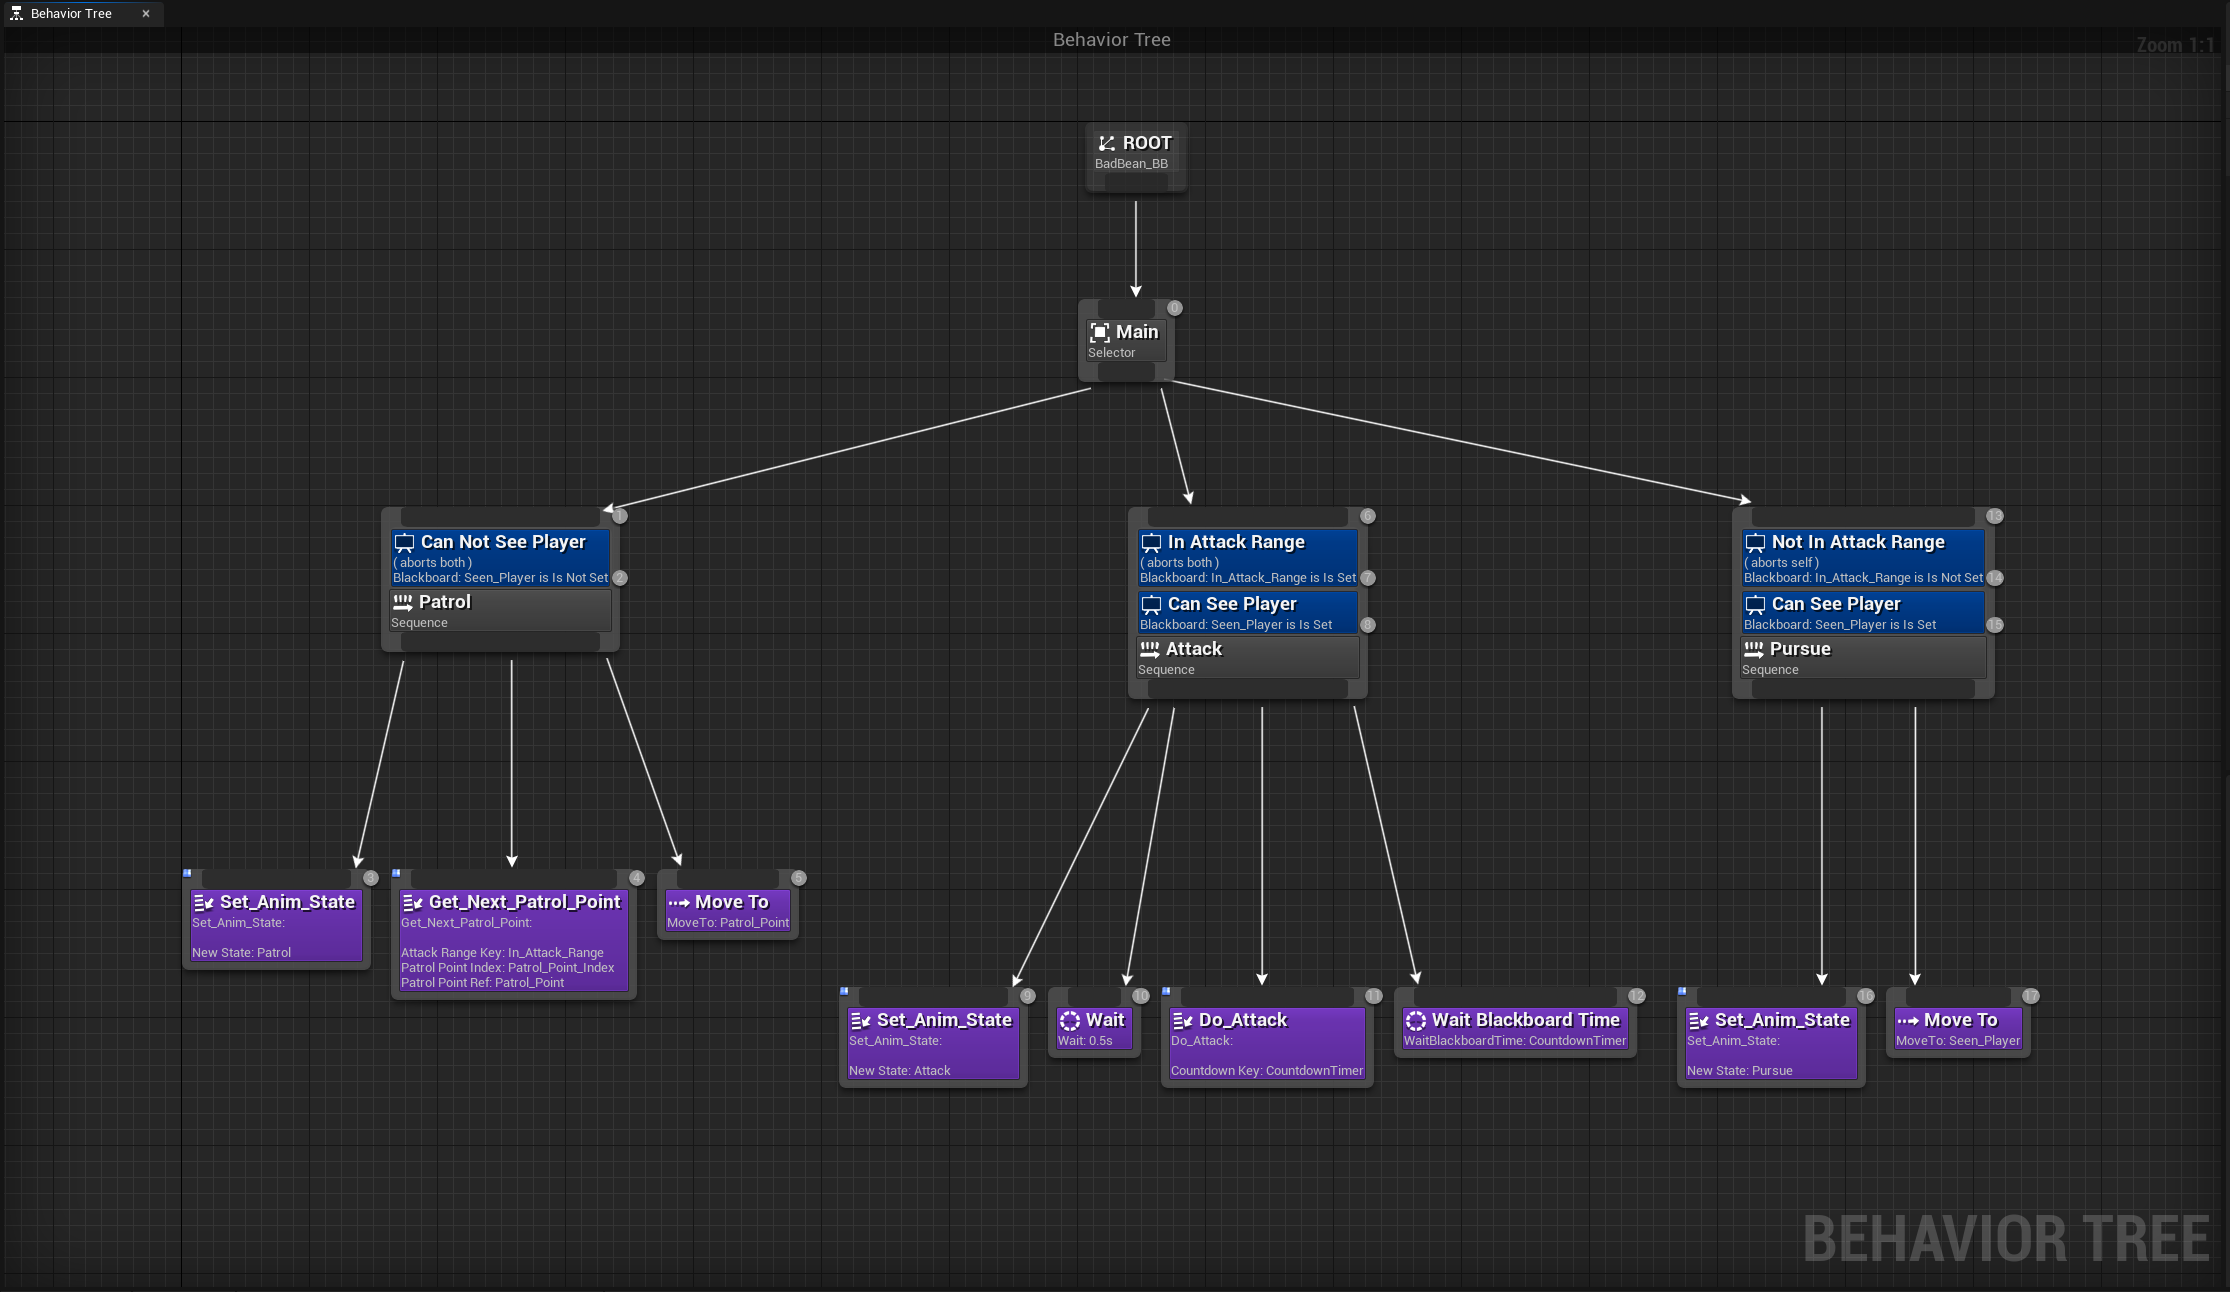 Behavior Tree
Behavior Tree
Zoom 1:1
ROOT
BadBean_BB
0
Main
Selector
1
Can Not See Player
( aborts both )
Blackboard: Seen_Player is Is Not Set
2
Patrol
Sequence
6
In Attack Range
( aborts both )
Blackboard: In_Attack_Range is Is Set
7
Can See Player
Blackboard: Seen_Player is Is Set
8
Attack
Sequence
13
Not In Attack Range
( aborts self )
Blackboard: In_Attack_Range is Is Not Set
14
Can See Player
Blackboard: Seen_Player is Is Set
15
Pursue
Sequence
3
Set_Anim_State
Set_Anim_State:
New State: Patrol
4
Get_Next_Patrol_Point
Get_Next_Patrol_Point:
Attack Range Key: In_Attack_Range
Patrol Point Index: Patrol_Point_Index
Patrol Point Ref: Patrol_Point
5
Move To
MoveTo: Patrol_Point
9
Set_Anim_State
Set_Anim_State:
New State: Attack
10
Wait
Wait: 0.5s
11
Do_Attack
Do_Attack:
Countdown Key: CountdownTimer
12
Wait Blackboard Time
WaitBlackboardTime: CountdownTimer
16
Set_Anim_State
Set_Anim_State:
New State: Pursue
17
Move To
MoveTo: Seen_Player
BEHAVIOR TREE